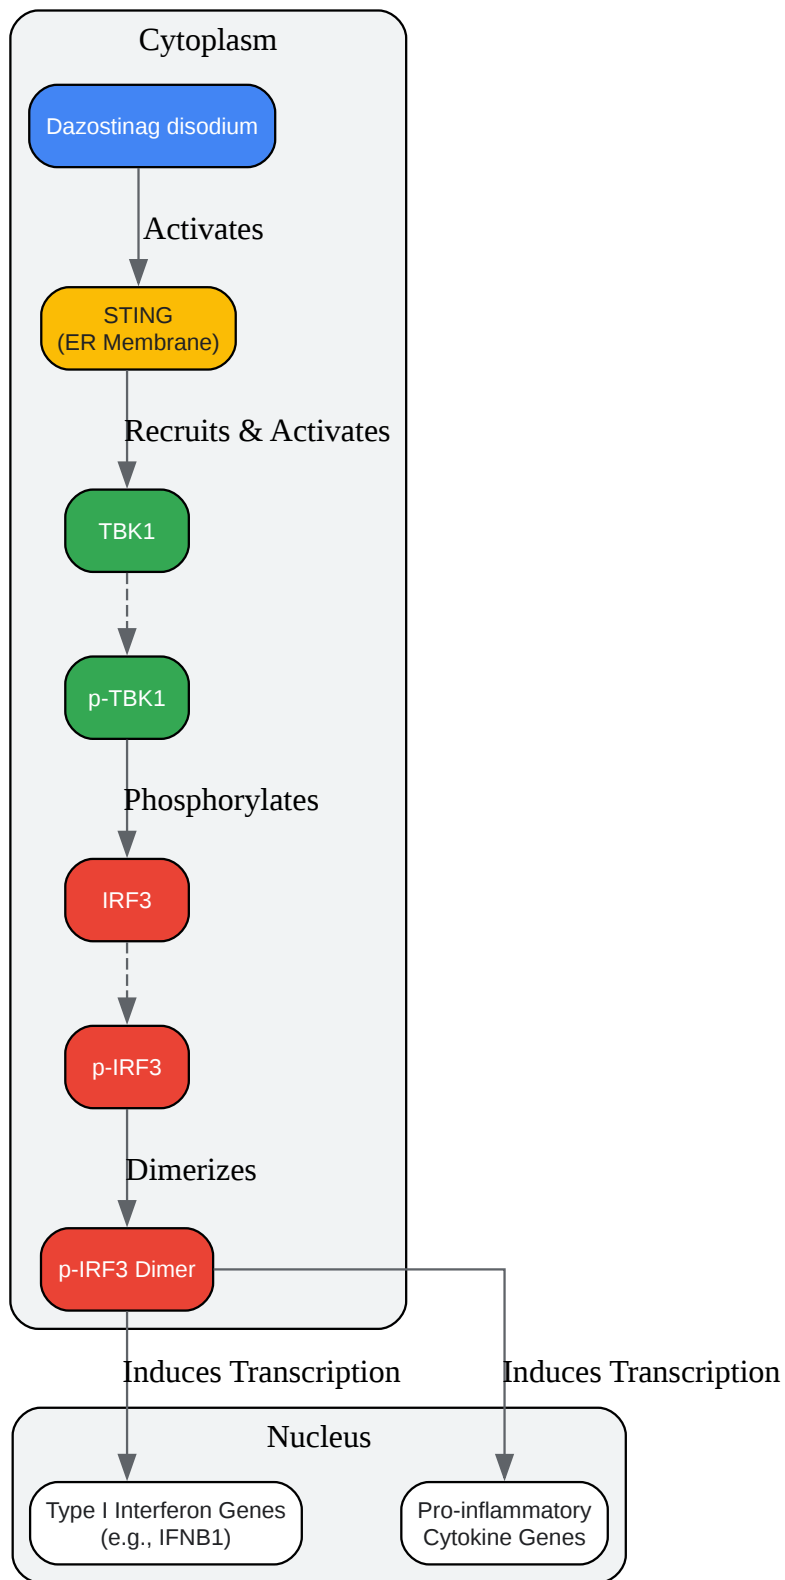 Cytoplasm
Dazostinag disodium
Activates
STING
(ER Membrane)
Recruits & Activates
TBK1
p-TBK1
Phosphorylates
IRF3
p-IRF3
Dimerizes
p-IRF3 Dimer
Induces Transcription
Induces Transcription
Nucleus
Type I Interferon Genes
(e.g., IFNB1)
Pro-inflammatory
Cytokine Genes